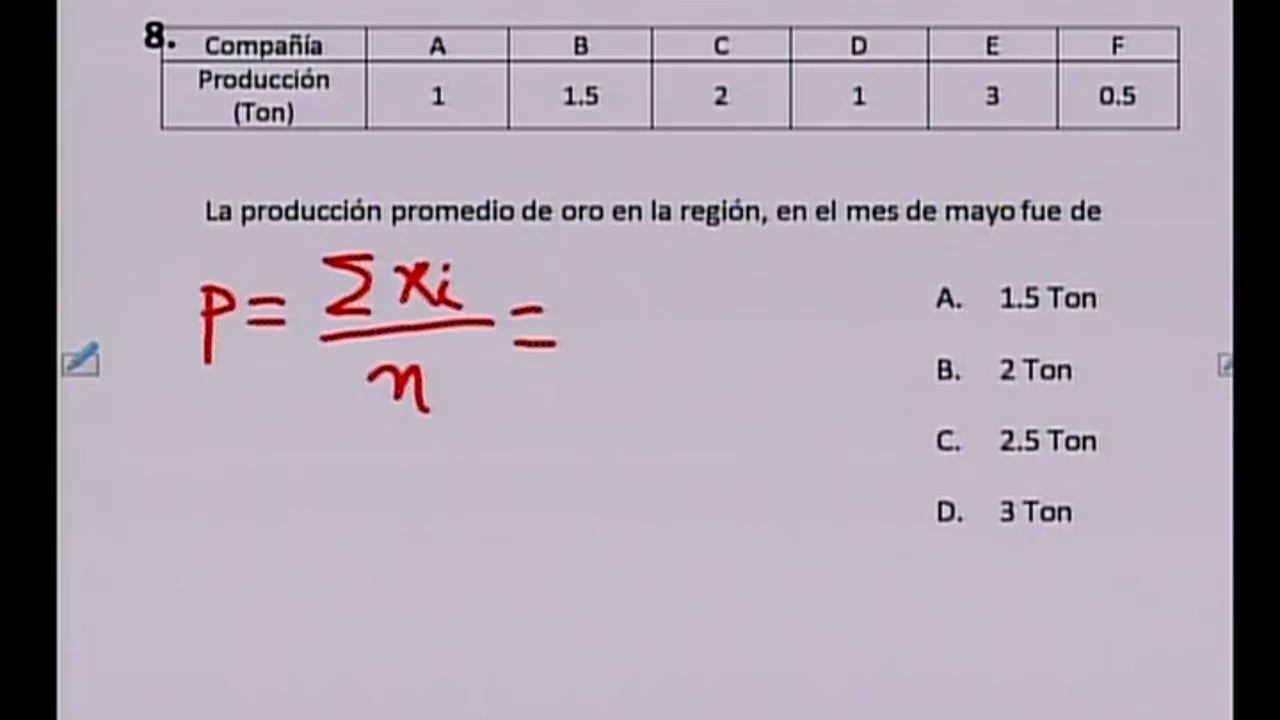 8.
Compañía A B C D E F
Producción (Ton) 1 1.5 2 1 3 0.5
La producción promedio de oro en la región, en el mes de mayo fue de
P = Σxi / n =
A. 1.5 Ton
B. 2 Ton
C. 2.5 Ton
D. 3 Ton